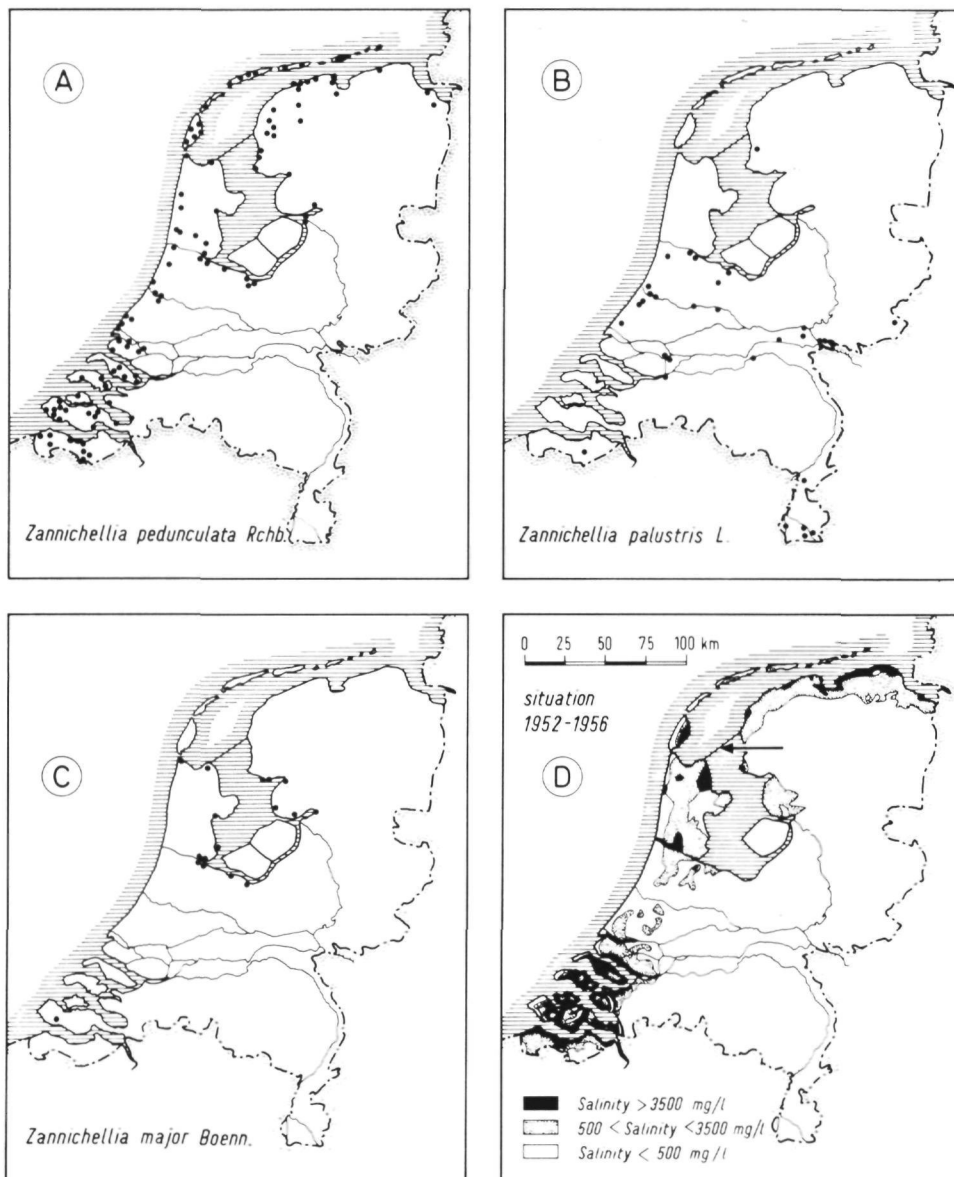 A
Zannichellia pedunculata Rchb.
B
Zannichellia palustris L.
C
Zannichellia major Boenn.
0 25 50 75 100 km
situation
1952-1956
D
Salinity > 3500 mg/l
500 < Salinity < 3500 mg/l
Salinity < 500 mg/l